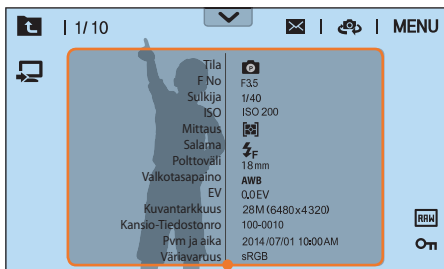 1/10 MENU
Tila P
F No F3.5
Sulkija 1/40
ISO ISO 200
Mittaus
Salama F
Polttoväli 18mm
Valkotasapaino AWB
EV 0.0EV
Kuvantarkkuus 28M (6480x4320)
Kansio-Tiedostonro 100-0010
Pvm ja aika 2014/07/01 10:00AM
Väriavaruus sRGB
RAW